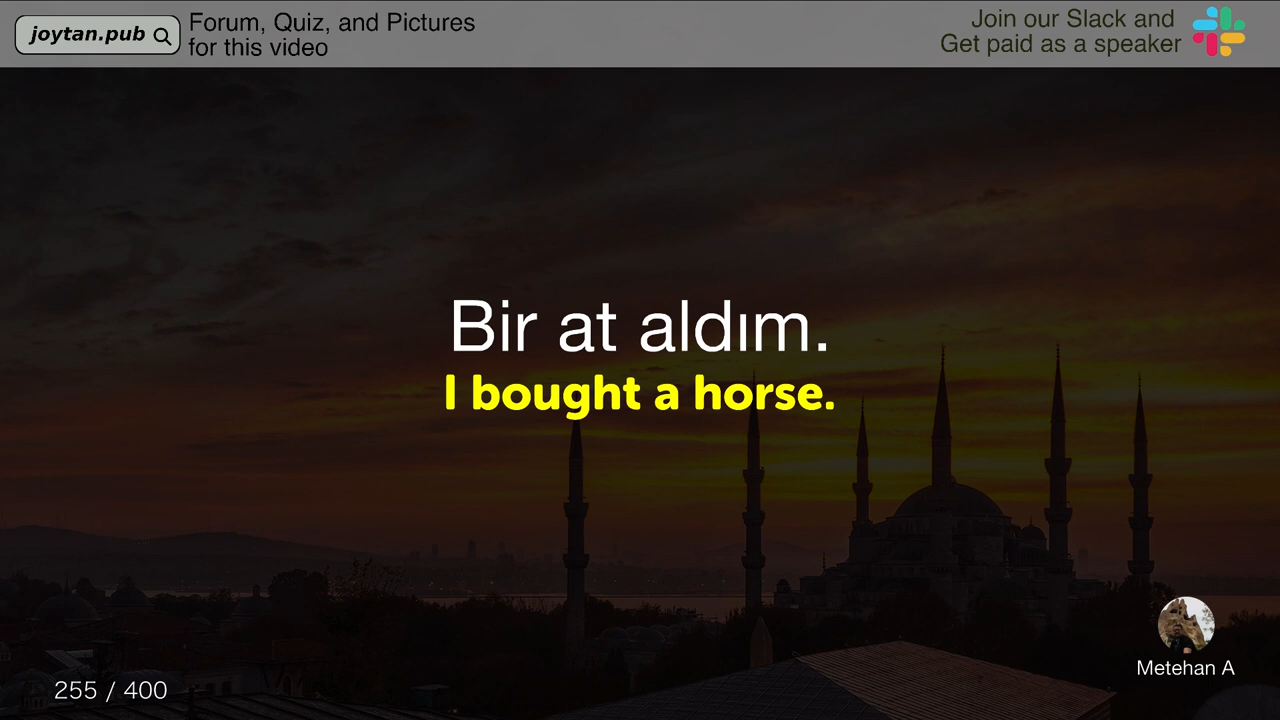 joytan.pub
Forum, Quiz, and Pictures
for this video
Join our Slack and
Get paid as a speaker
Bir at aldım.
I bought a horse.
Metehan A
255 / 400